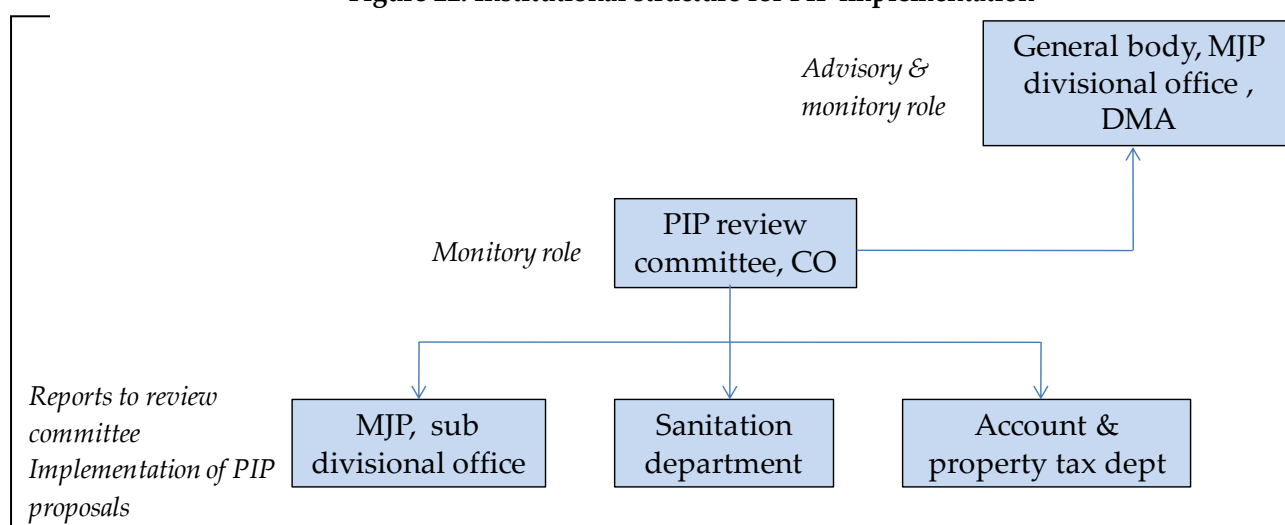 General body, MJP
divisional office ,
DMA
Advisory &
monitory role
PIP review
committee, CO
Monitory role
Reports to review
committee
Implementation of PIP
proposals
MJP, sub
divisional office
Sanitation
department
Account &
property tax dept